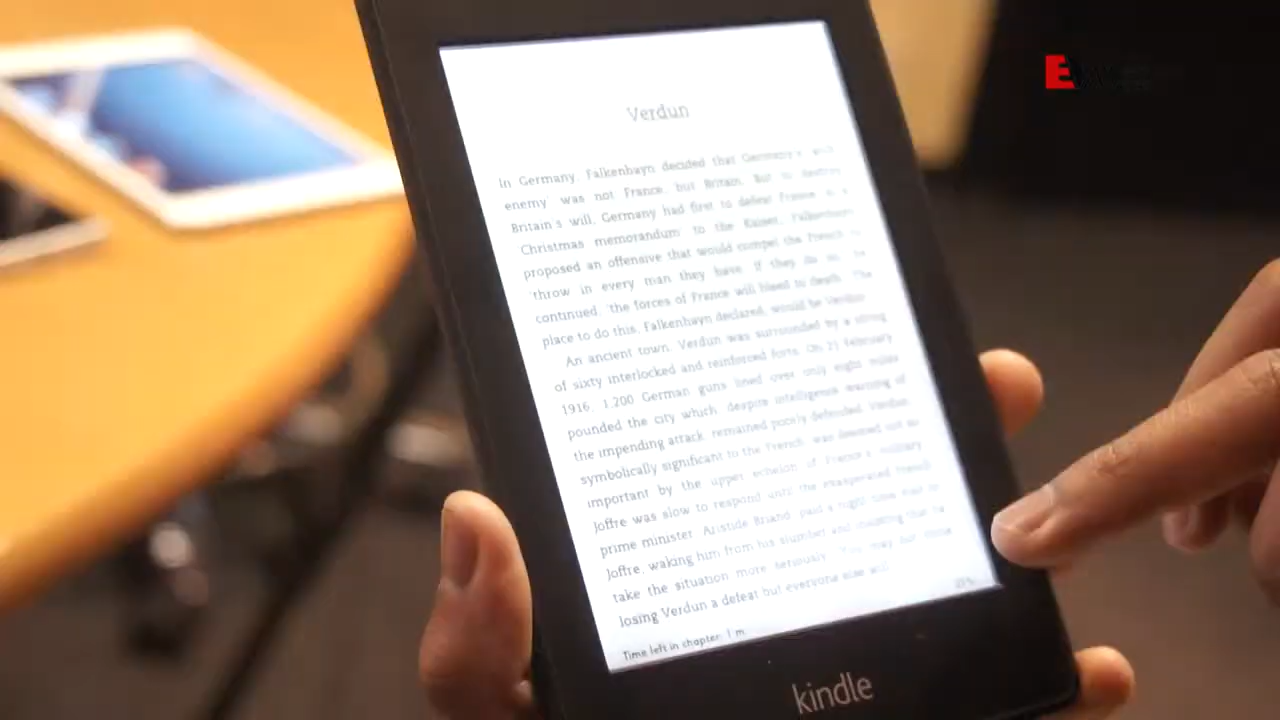 E
Verdun
In Germany, Falkenhayn decided that Germany's
enemy was not France, but Britain. But to destroy
Britain's will, Germany had first to defeat France. In a
'Christmas memorandum' to the Kaiser, Falkenhayn
proposed an offensive that would compel the French to
'throw in every man they have. If they do so,' he
continued, 'the forces of France will bleed to death.' The
place to do this, Falkenhayn declared, would be Verdun.
An ancient town, Verdun was surrounded by a string
of sixty interlocked and reinforced forts. On 21 February
1916, 1,200 German guns lined over only eight miles
pounded the city which, despite intelligence warning of
the impending attack, remained poorly defended. Verdun,
symbolically significant to the French, was deemed not so
important by the upper echelon of France's military.
Joffre was slow to respond until the exasperated French
prime minister, Aristide Briand, paid a night-time visit to
Joffre, waking him from his slumber and insisting that he
take the situation more seriously. 'You may not think
losing Verdun a defeat but everyone else will.'
Time left in chapter: 1 m
kindle